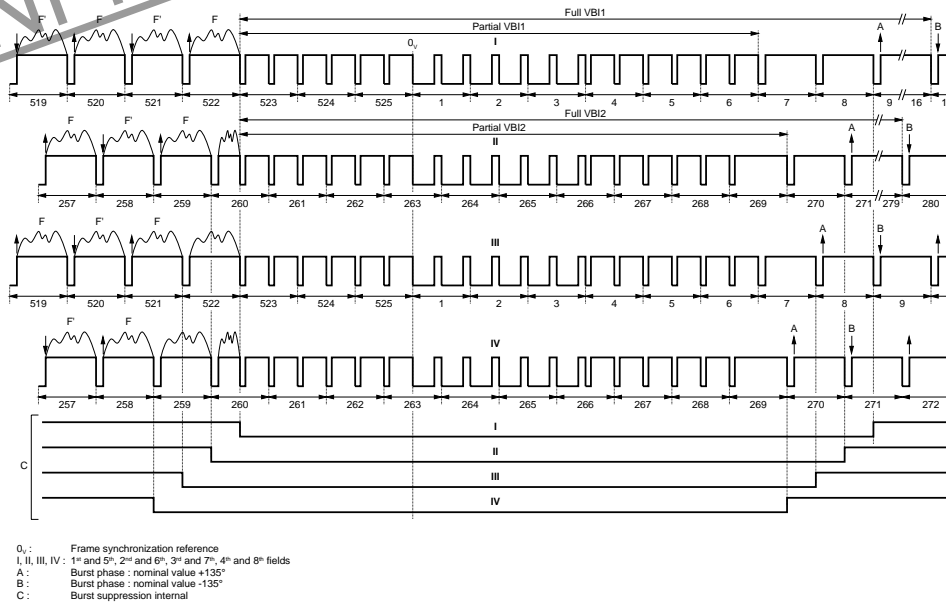 F' F F' F Full VBI1
Partial VBI1 A B
0v I
519 520 521 522 523 524 525 1 2 3 4 5 6 7 8 9 16
F F' F Full VBI2
Partial VBI2 A B
II
257 258 259 260 261 262 263 264 265 266 267 268 269 270 271 279 280
F F' F III A B
519 520 521 522 523 524 525 1 2 3 4 5 6 7 8 9
F' F A B
IV
257 258 259 260 261 262 263 264 265 266 267 268 269 270 271 272
I
II
C
III
IV
0v : Frame synchronization reference
I, II, III, IV : 1st and 5th, 2nd and 6th, 3rd and 7th, 4th and 8th fields
A : Burst phase : nominal value +135°
B : Burst phase : nominal value -135°
C : Burst suppression internal